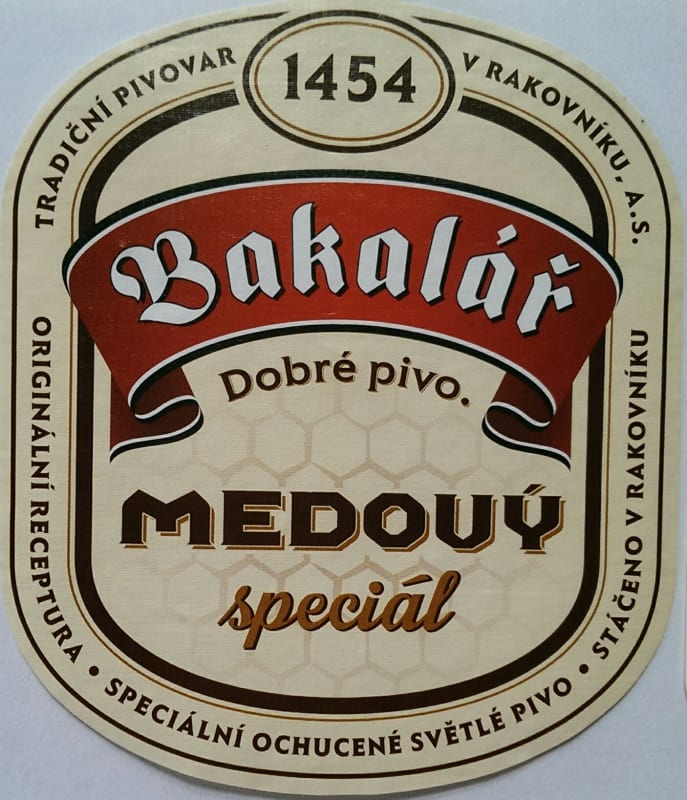 TRADIČNÍ PIVOVAR
1454
V RAKOVNÍKU, A.S.
Bakalář
Dobré pivo.
MEDOVÝ
speciál
ORIGINÁLNÍ RECEPTURA • SPECIÁLNÍ OCHUCENÉ SVĚTLÉ PIVO • STÁČENO V RAKOVNÍKU